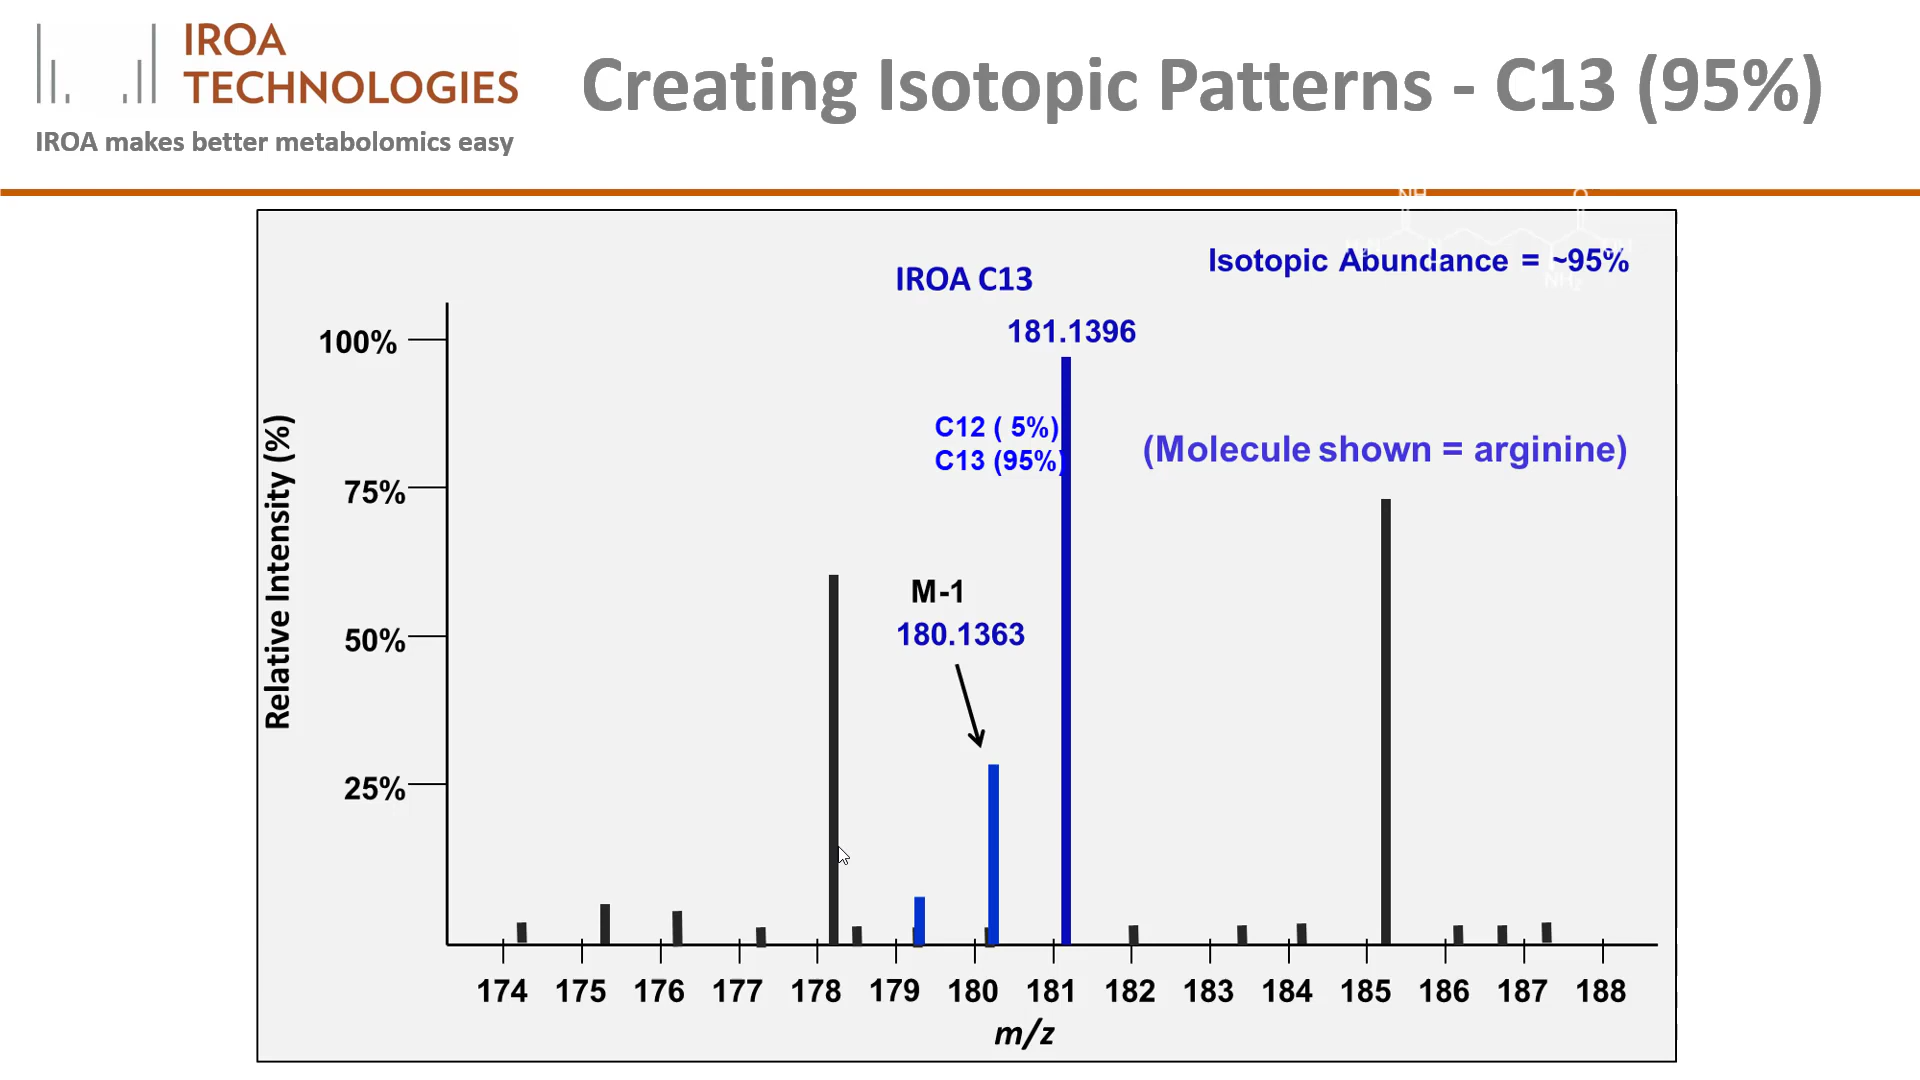 IROA
TECHNOLOGIES
IROA makes better metabolomics easy
Creating Isotopic Patterns - C13 (95%)
NH
O
Isotopic Abundance = ~95%
NH₂
IROA C13
181.1396
100%
C12 ( 5%)
C13 (95%)
(Molecule shown = arginine)
75%
M-1
180.1363
50%
25%
Relative Intensity (%)
174 175 176 177 178 179 180 181 182 183 184 185 186 187 188
m/z